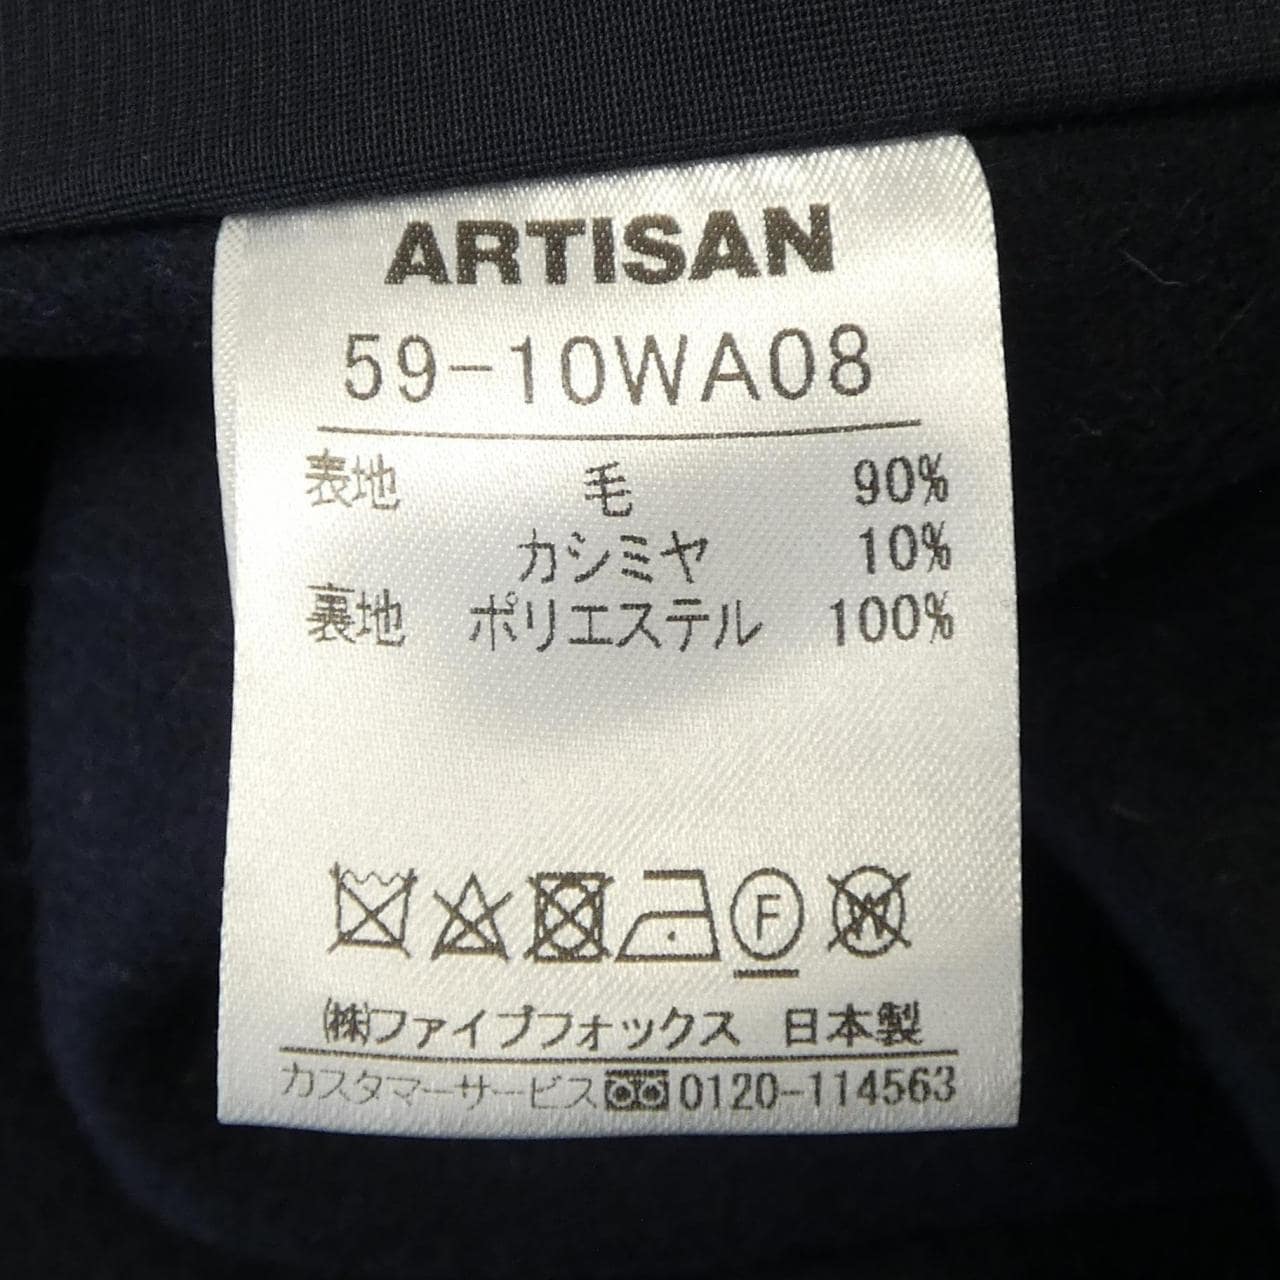 ARTISAN
59-10WA08
表地 毛 90%
カシミヤ 10%
裏地 ポリエステル 100%
F W
㈱ファイブフォックス 日本製
カスタマーサービス 0120-114563